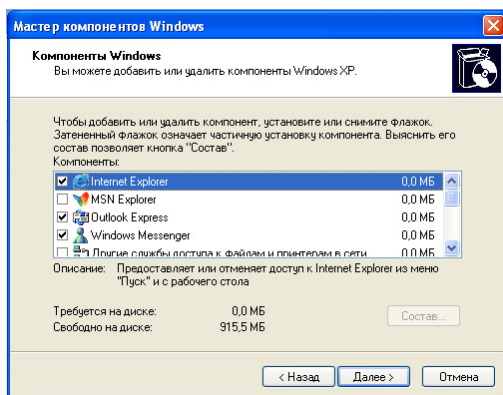 Мастер компонентов Windows
Компоненты Windows
Вы можете добавить или удалить компоненты Windows XP.
Чтобы добавить или удалить компонент, установите или снимите флажок.
Затененный флажок означает частичную установку компонента. Выяснить его
состав позволяет кнопка "Состав".
Компоненты:
Internet Explorer 0,0 МБ
MSN Explorer 0,0 МБ
Outlook Express 0,0 МБ
Windows Messenger 0,0 МБ
Другие службы доступа к файлам и принтерам в сети 0,0 МБ
Описание: Предоставляет или отменяет доступ к Internet Explorer из меню
"Пуск" и с рабочего стола
Требуется на диске: 0,0 МБ
Свободно на диске: 915,5 МБ
Состав...
< Назад Далее > Отмена